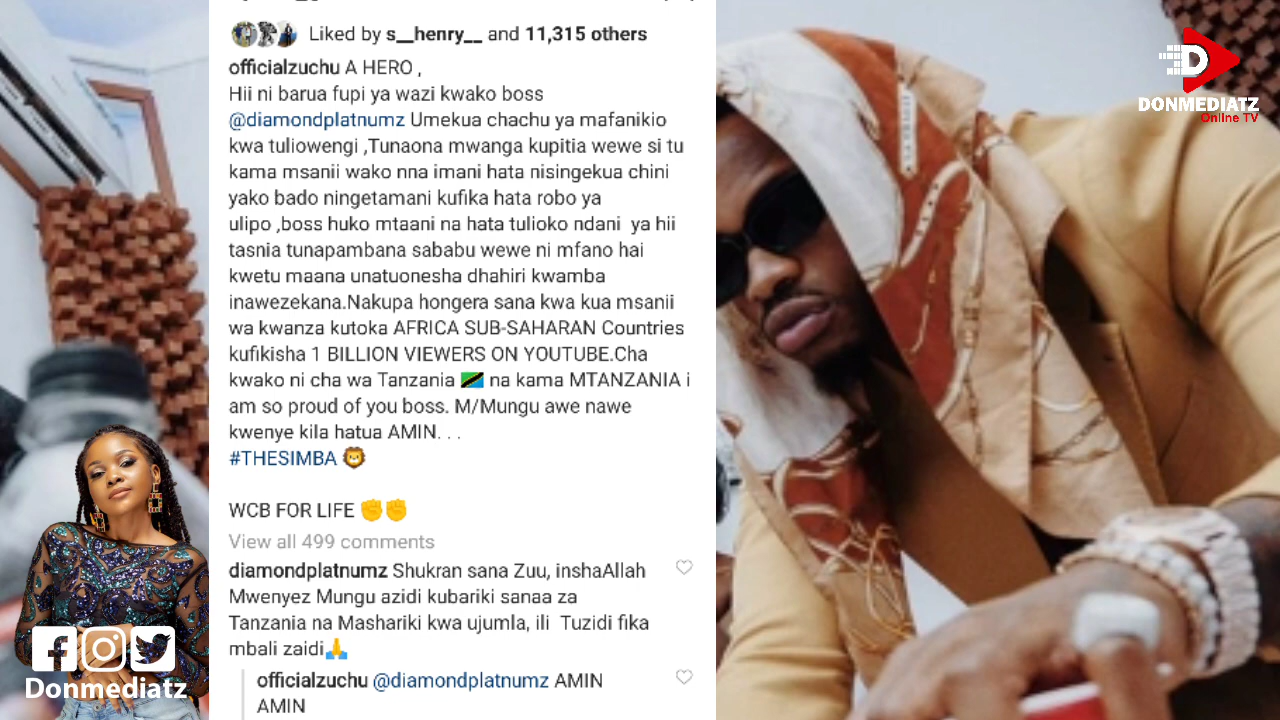 Liked by s__henry__ and 11,315 others
officialzuchu A HERO ,
Hii ni barua fupi ya wazi kwako boss
@diamondplatnumz Umekua chachu ya mafanikio
kwa tuliowengi ,Tunaona mwanga kupitia wewe si tu
kama msanii wako nna imani hata nisingekua chini
yako bado ningetamani kufika hata robo ya
ulipo ,boss huko mtaani na hata tulioko ndani  ya hii
tasnia tunapambana sababu wewe ni mfano hai
kwetu maana unatuonesha dhahiri kwamba
inawezekana.Nakupa hongera sana kwa kua msanii
wa kwanza kutoka AFRICA SUB-SAHARAN Countries
kufikisha 1 BILLION VIEWERS ON YOUTUBE.Cha
kwako ni cha wa Tanzania 🇹🇿 na kama MTANZANIA i
am so proud of you boss. M/Mungu awe nawe
kwenye kila hatua AMIN. . .
#THESIMBA 🦁
WCB FOR LIFE ✊✊
View all 499 comments
diamondplatnumz Shukran sana Zuu, inshaAllah
Mwenyez Mungu azidi kubariki sanaa za
Tanzania na Mashariki kwa ujumla, ili  Tuzidi fika
mbali zaidi🙏
officialzuchu @diamondplatnumz AMIN
AMIN
D
DONMEDIATZ
Online TV
Donmediatz